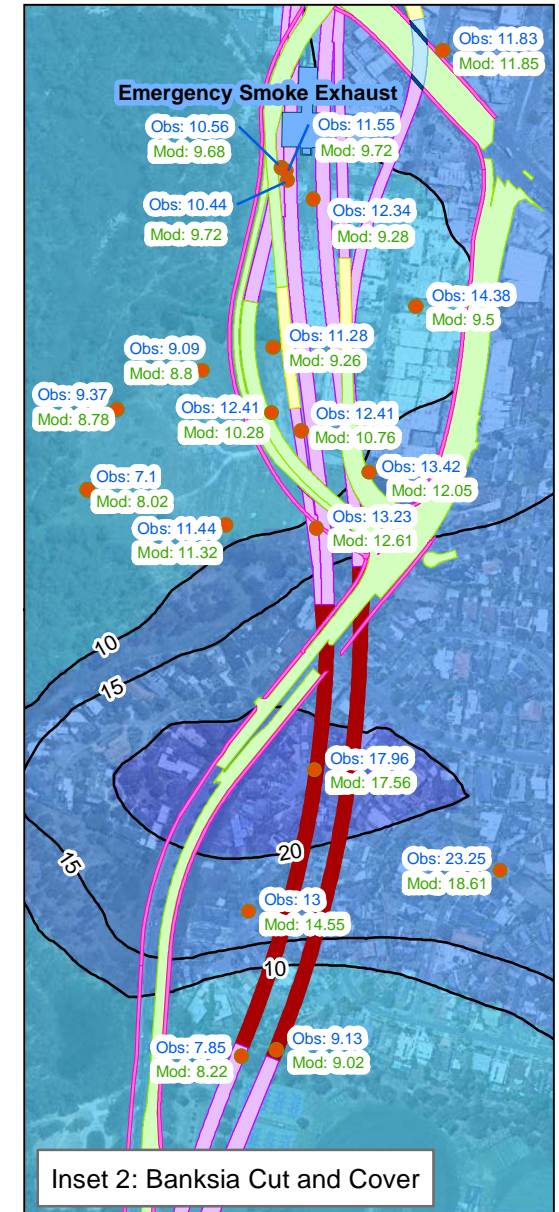 Obs: 11.83
Mod: 11.85
Emergency Smoke Exhaust
Obs: 10.56
Mod: 9.68
Obs: 11.55
Mod: 9.72
Obs: 10.44
Mod: 9.72
Obs: 12.34
Mod: 9.28
Obs: 14.38
Mod: 9.5
Obs: 11.28
Mod: 9.26
Obs: 9.09
Mod: 8.8
Obs: 9.37
Mod: 8.78
Obs: 12.41
Mod: 10.28
Obs: 12.41
Mod: 10.76
Obs: 13.42
Mod: 12.05
Obs: 7.1
Mod: 8.02
Obs: 11.44
Mod: 11.32
Obs: 13.23
Mod: 12.61
10
15
Obs: 17.96
Mod: 17.56
20
15
Obs: 23.25
Mod: 18.61
Obs: 13
Mod: 14.55
10
Obs: 7.85
Mod: 8.22
Obs: 9.13
Mod: 9.02
Inset 2: Banksia Cut and Cover